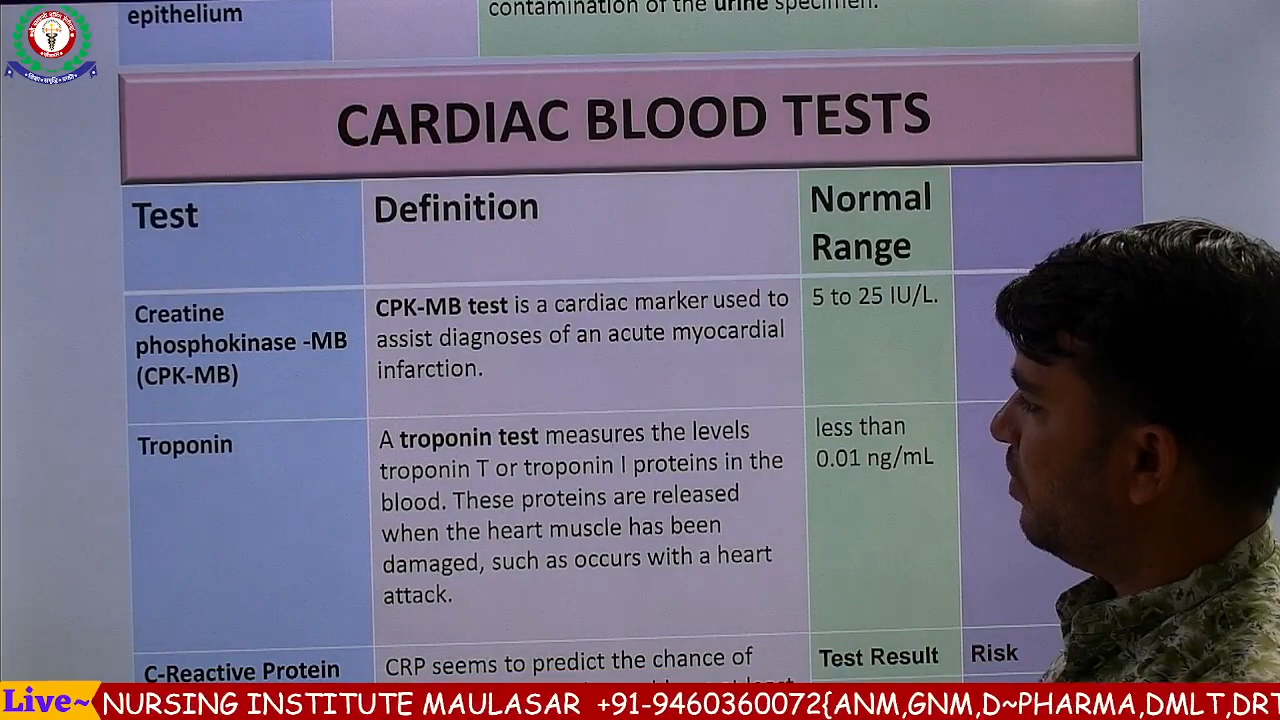 epithelium
contamination of the urine specimen.
CARDIAC BLOOD TESTS
Test
Definition
Normal
Range
Creatine
phosphokinase -MB
(CPK-MB)
CPK-MB test is a cardiac marker used to
assist diagnoses of an acute myocardial
infarction.
5 to 25 IU/L.
Troponin
A troponin test measures the levels
troponin T or troponin I proteins in the
blood. These proteins are released
when the heart muscle has been
damaged, such as occurs with a heart
attack.
less than
0.01 ng/mL
C-Reactive Protein
CRP seems to predict the chance of
Test Result
Risk
Live~ NURSING INSTITUTE MAULASAR +91-9460360072{ANM,GNM,D~PHARMA,DMLT,DRT